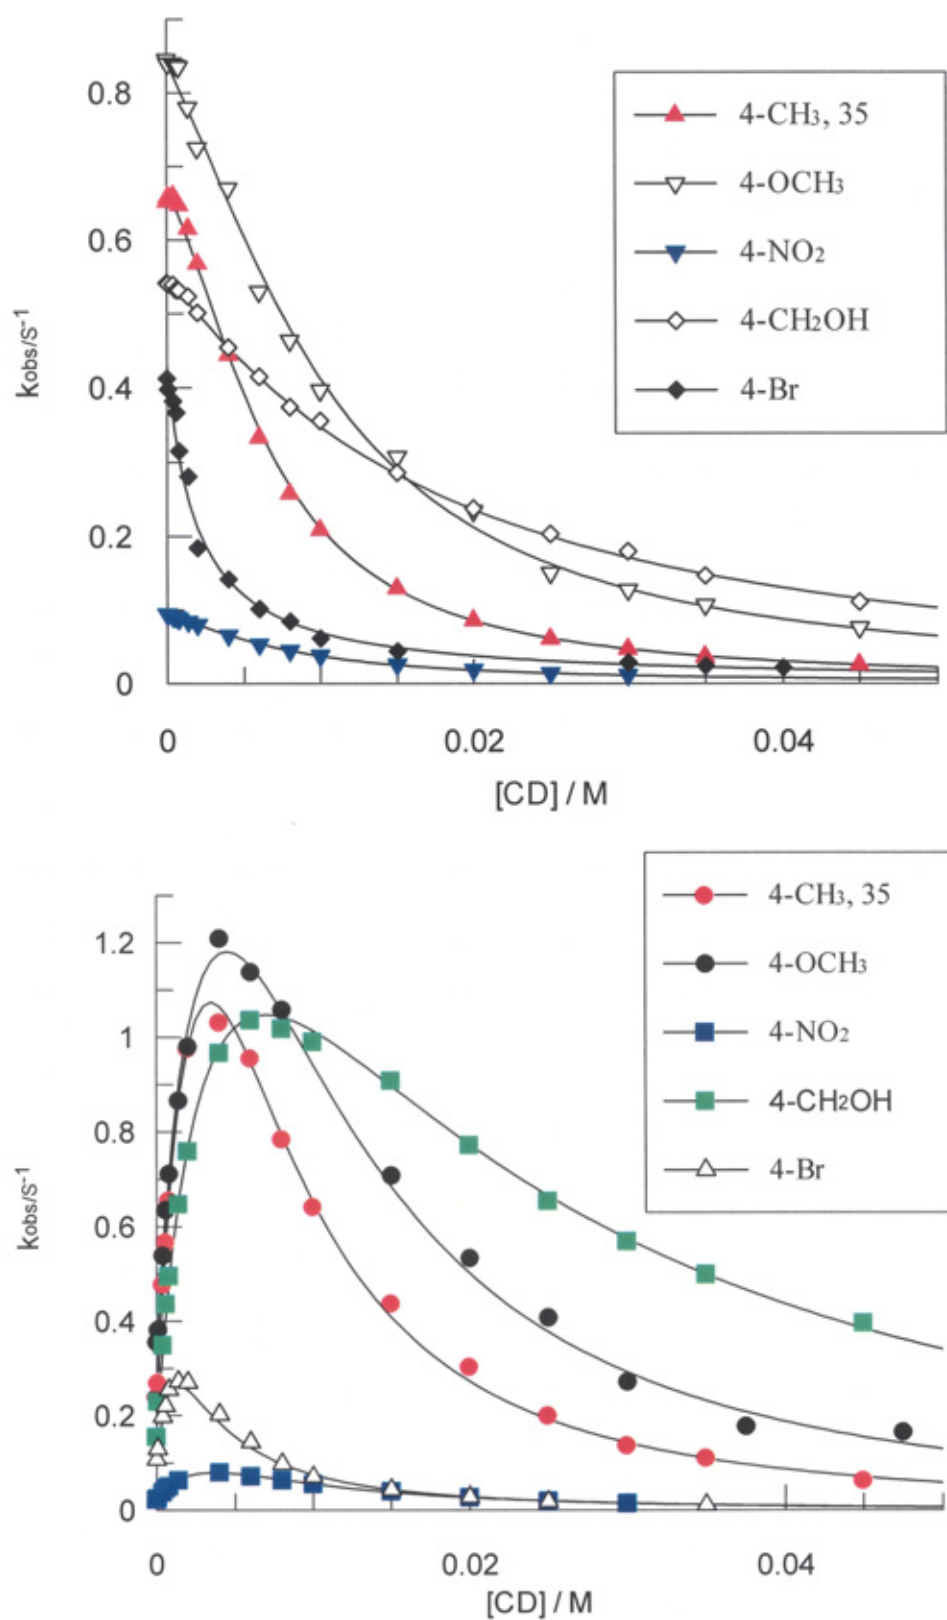 0.8
0.6
0.4
0.2
0
kobs/S⁻¹
0
0.02
0.04
[CD] / M
4-CH₃, 35
4-OCH₃
4-NO₂
4-CH₂OH
4-Br
1.2
1
0.8
0.6
0.4
0.2
0
kobs/S⁻¹
0
0.02
0.04
[CD] / M
4-CH₃, 35
4-OCH₃
4-NO₂
4-CH₂OH
4-Br